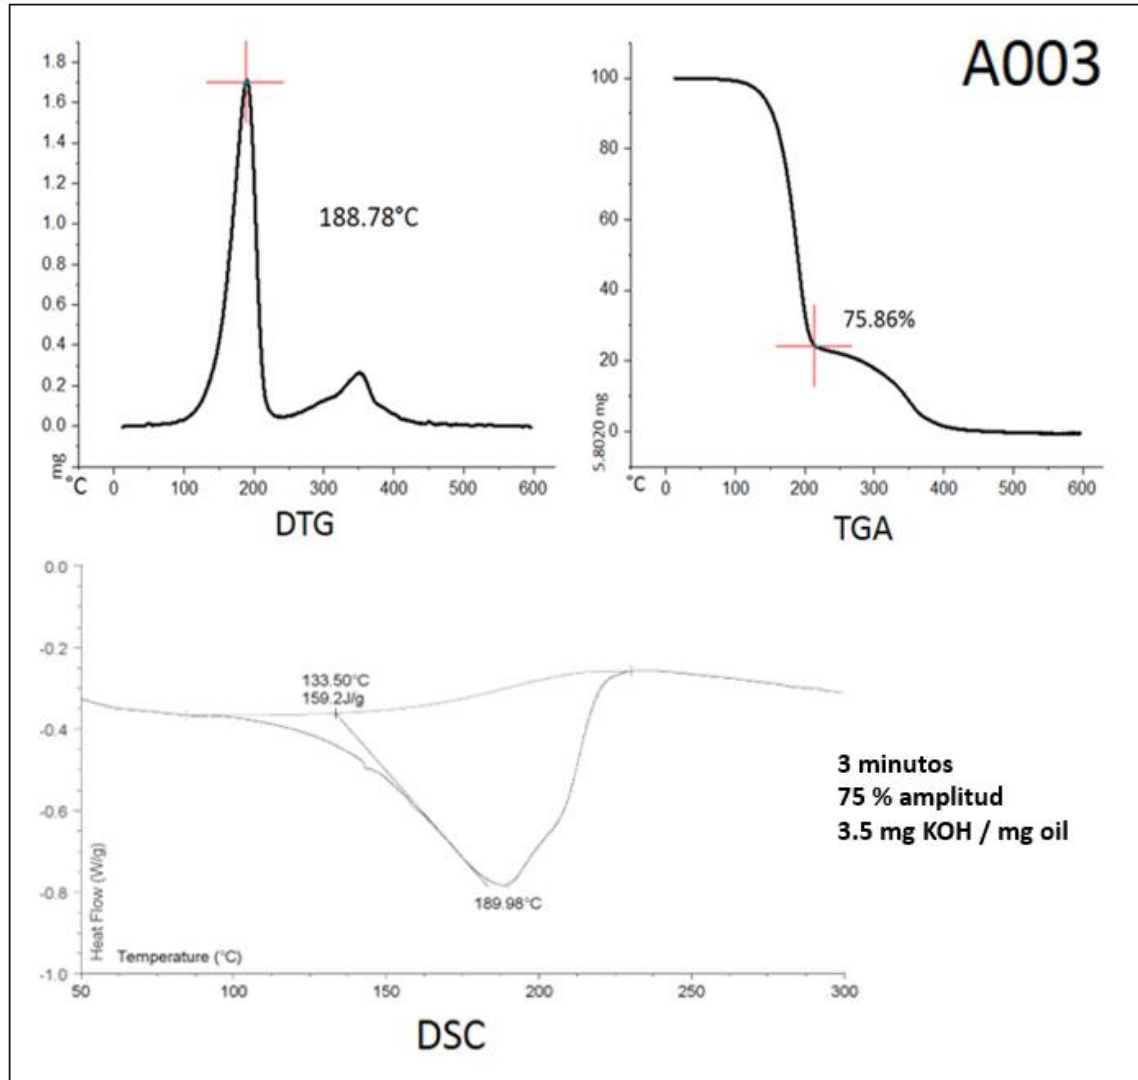 A003
1.8
1.6
1.4
1.2
1.0
0.8
0.6
0.4
0.2
0.0
mg
°C
0 100 200 300 400 500 600
188.78°C
DTG
100
80
60
40
20
0
5.8020 mg
°C
0 100 200 300 400 500 600
75.86%
TGA
0.0
-0.2
-0.4
-0.6
-0.8
-1.0
Heat Flow (W/g)
133.50°C
159.2J/g
189.98°C
Temperature (°C)
50 100 150 200 250 300
DSC
3 minutos
75 % amplitud
3.5 mg KOH / mg oil